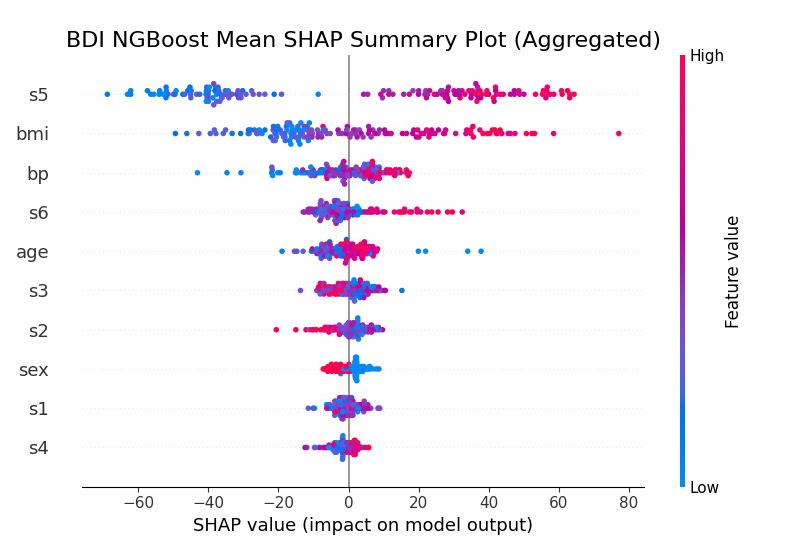 BDI NGBoost Mean SHAP Summary Plot (Aggregated)
High
s5
bmi
bp
s6
age
s3
s2
sex
s1
s4
Feature value
Low
−60 −40 −20 0 20 40 60 80
SHAP value (impact on model output)